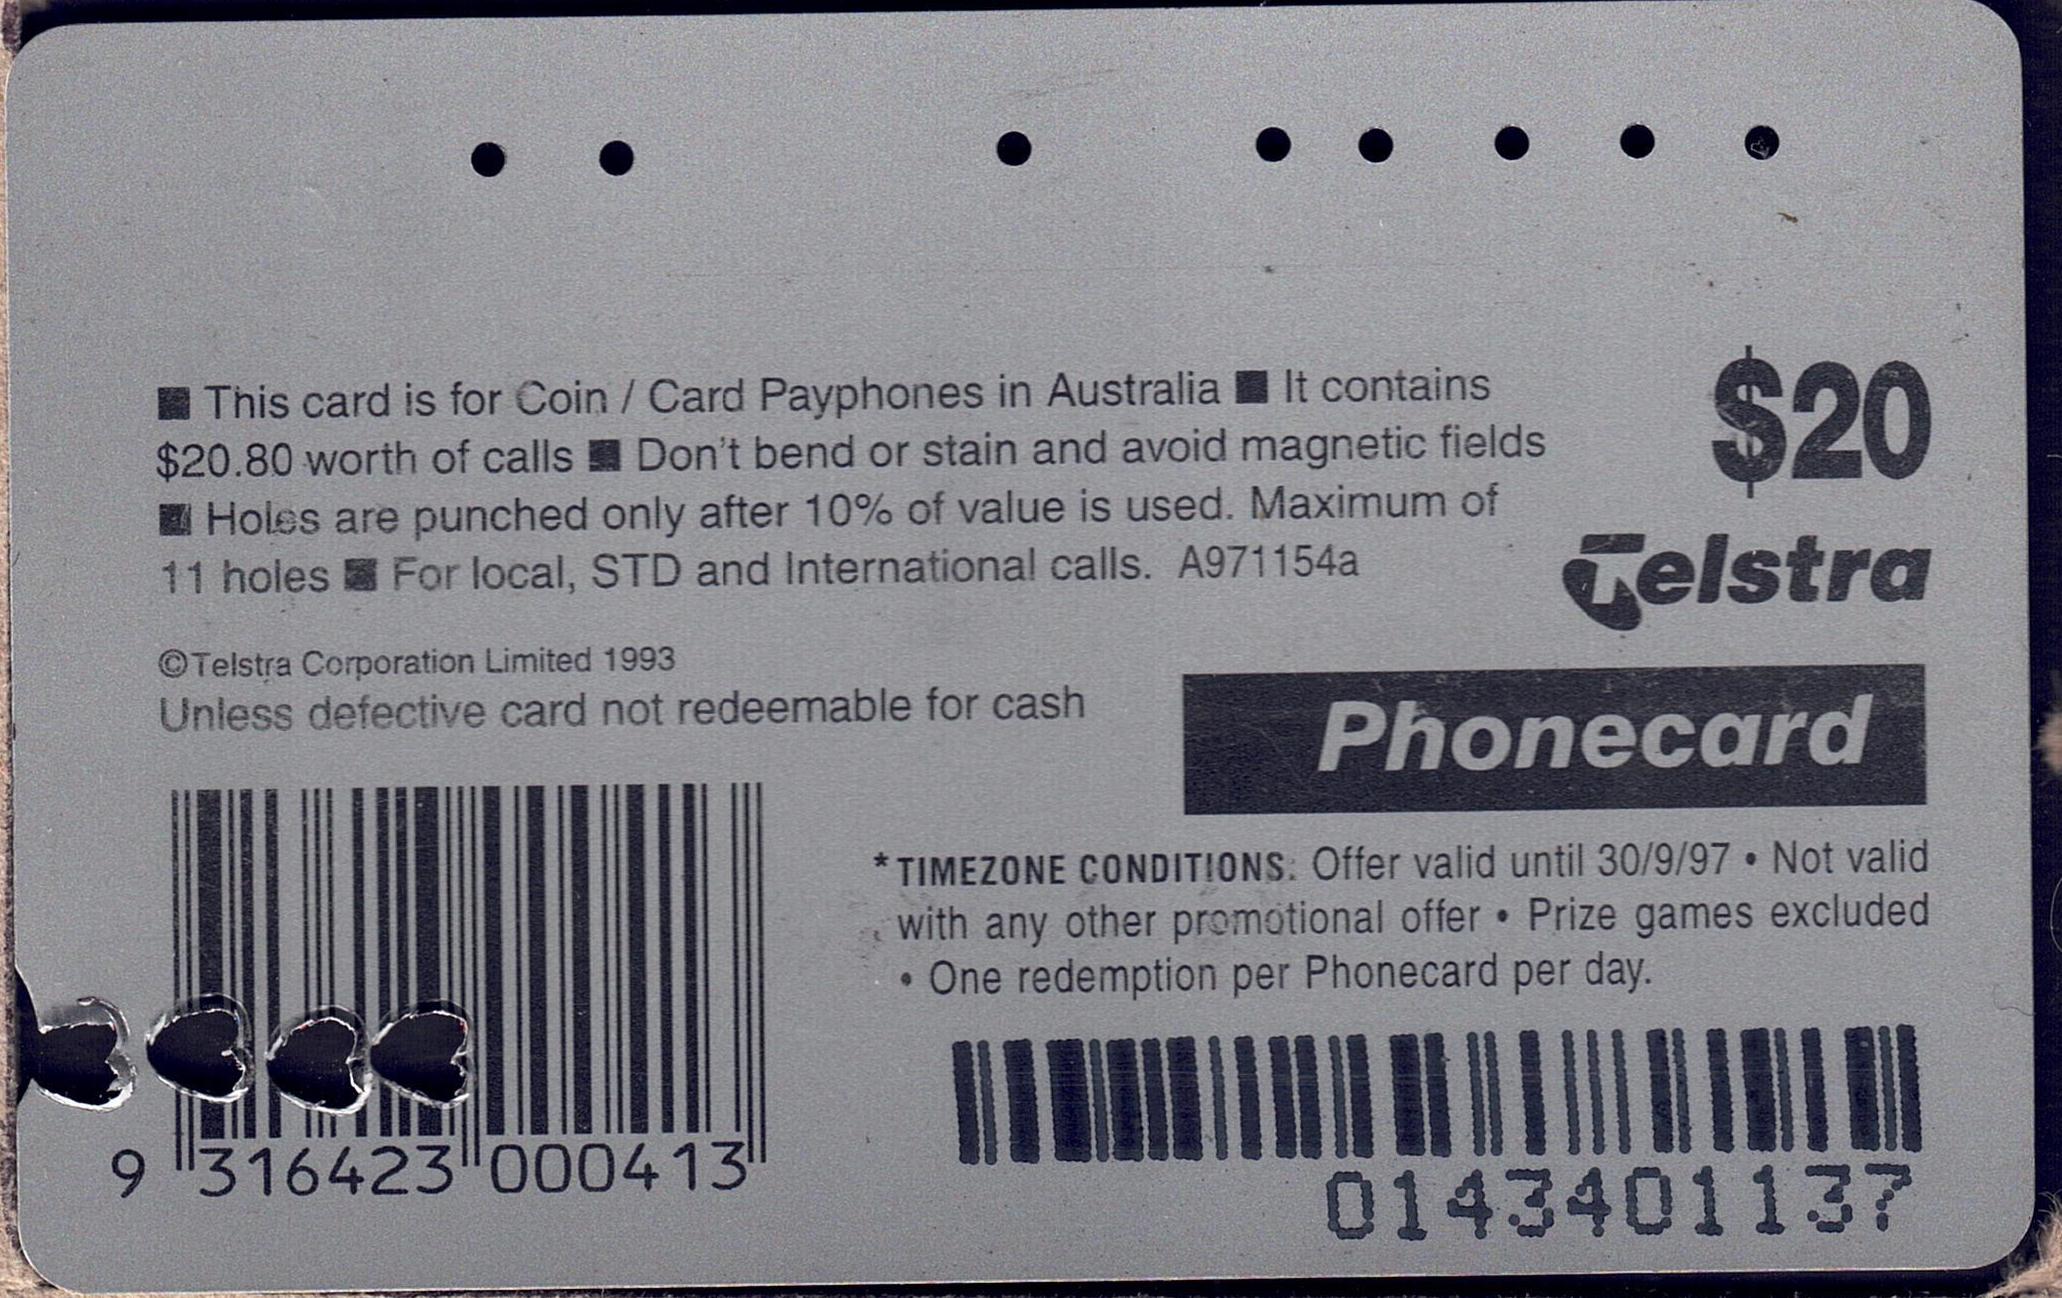 ■ This card is for Coin / Card Payphones in Australia ■ It contains
$20.80 worth of calls ■ Don't bend or stain and avoid magnetic fields
■ Holes are punched only after 10% of value is used. Maximum of
11 holes ■ For local, STD and International calls. A971154a
$20
Telstra
©Telstra Corporation Limited 1993
Unless defective card not redeemable for cash
Phonecard
*TIMEZONE CONDITIONS: Offer valid until 30/9/97 • Not valid
with any other promotional offer • Prize games excluded
• One redemption per Phonecard per day.
9 316423 000413
0143401137